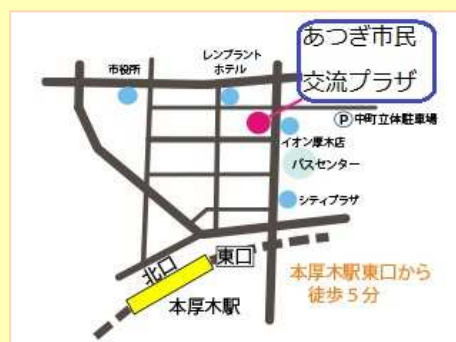 あつぎ市民
交流プラザ
レンブラント
ホテル
市役所
Ⓟ中町立体駐車場
イオン厚木店
バスセンター
シティプラザ
東口
北口
本厚木駅
本厚木駅東口から
徒歩5分